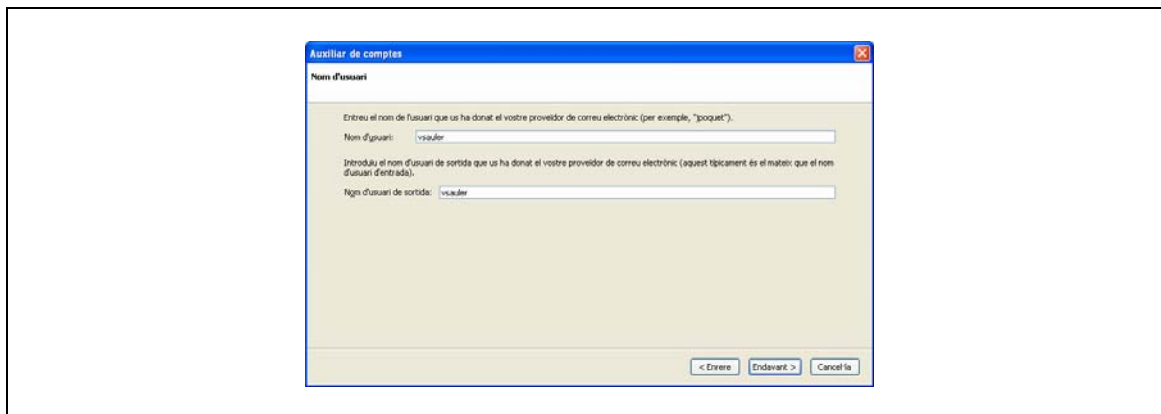 Auxiliar de comptes
Nom d'usuari
Entreu el nom de l'usuari que us ha donat el vostre proveïdor de correu electrònic (per exemple, "jpoquet").
Nom d'usuari: vsauler
Introduïu el nom d'usuari de sortida que us ha donat el vostre proveïdor de correu electrònic (aquest típicament és el mateix que el nom
d'usuari d'entrada).
Nom d'usuari de sortida: vsauler
< Enrere Endavant > Cancel·la